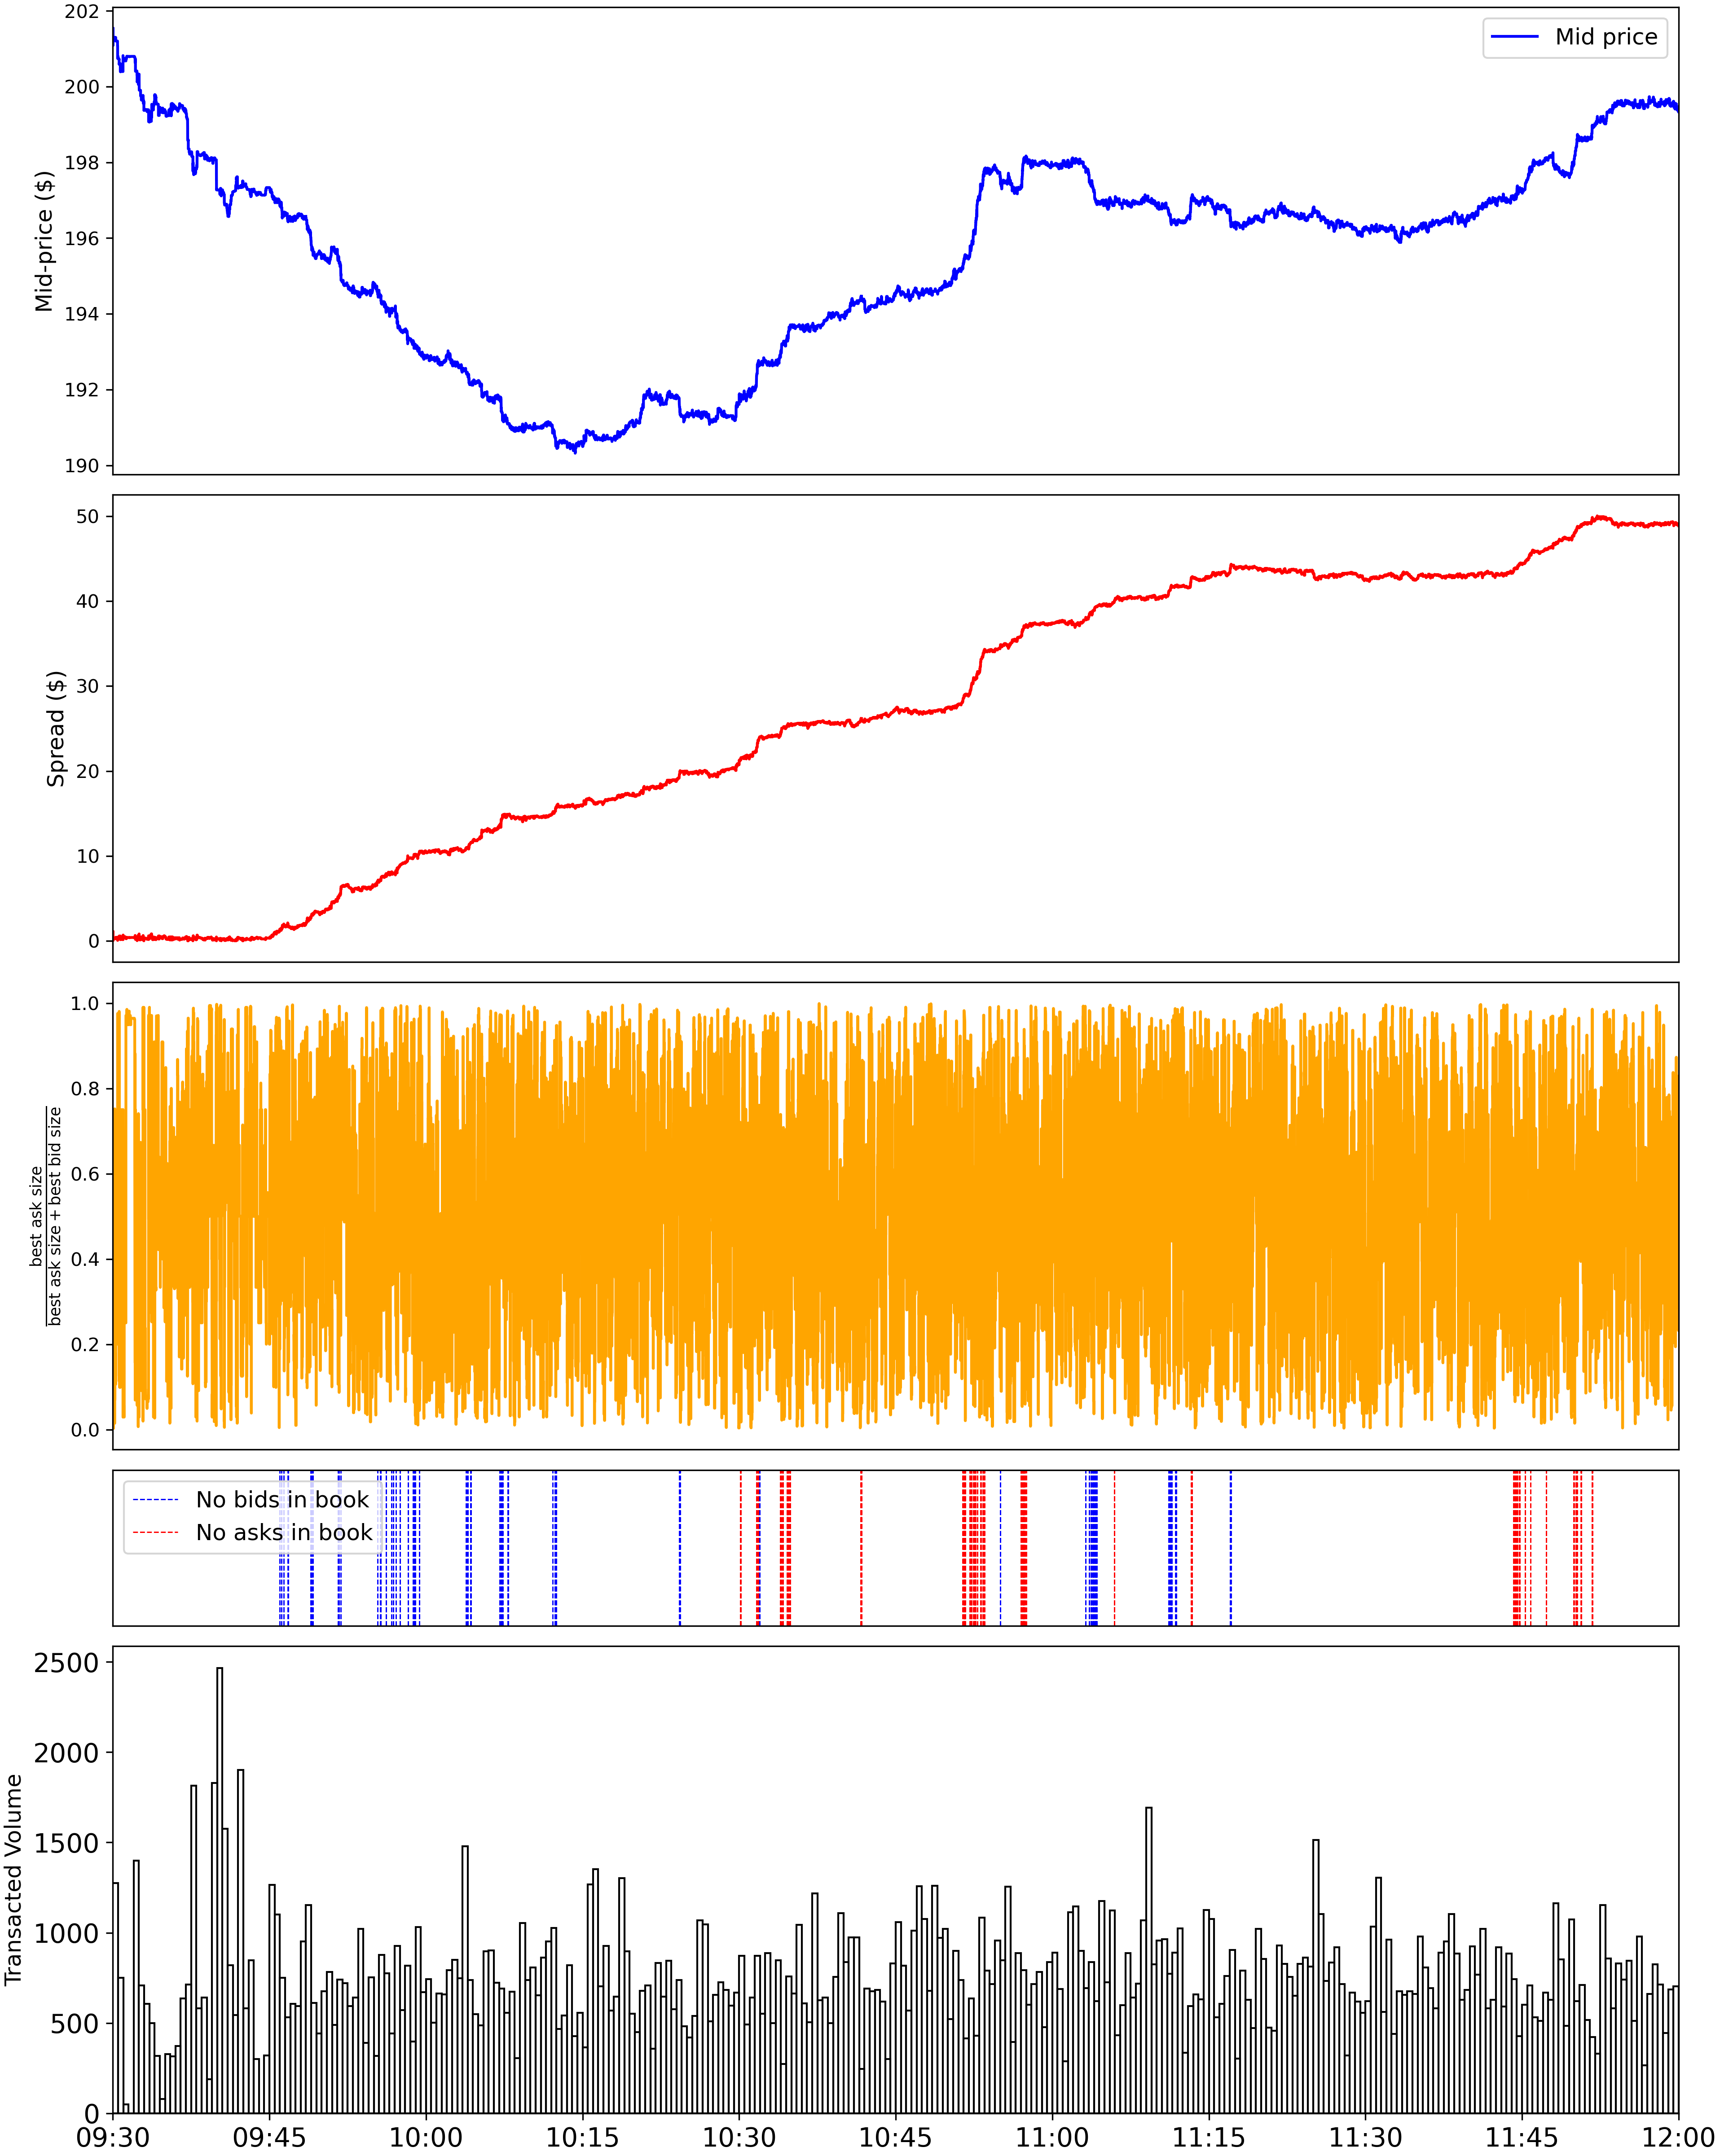 202
200
198
196
194
192
190
Mid-price ($)
Mid price
50
40
30
20
10
0
Spread ($)
1.0
0.8
0.6
0.4
0.2
0.0
best ask size
best ask size + best bid size
No bids in book
No asks in book
2500
2000
1500
1000
500
0
Transacted Volume
09:30 09:45 10:00 10:15 10:30 10:45 11:00 11:15 11:30 11:45 12:00